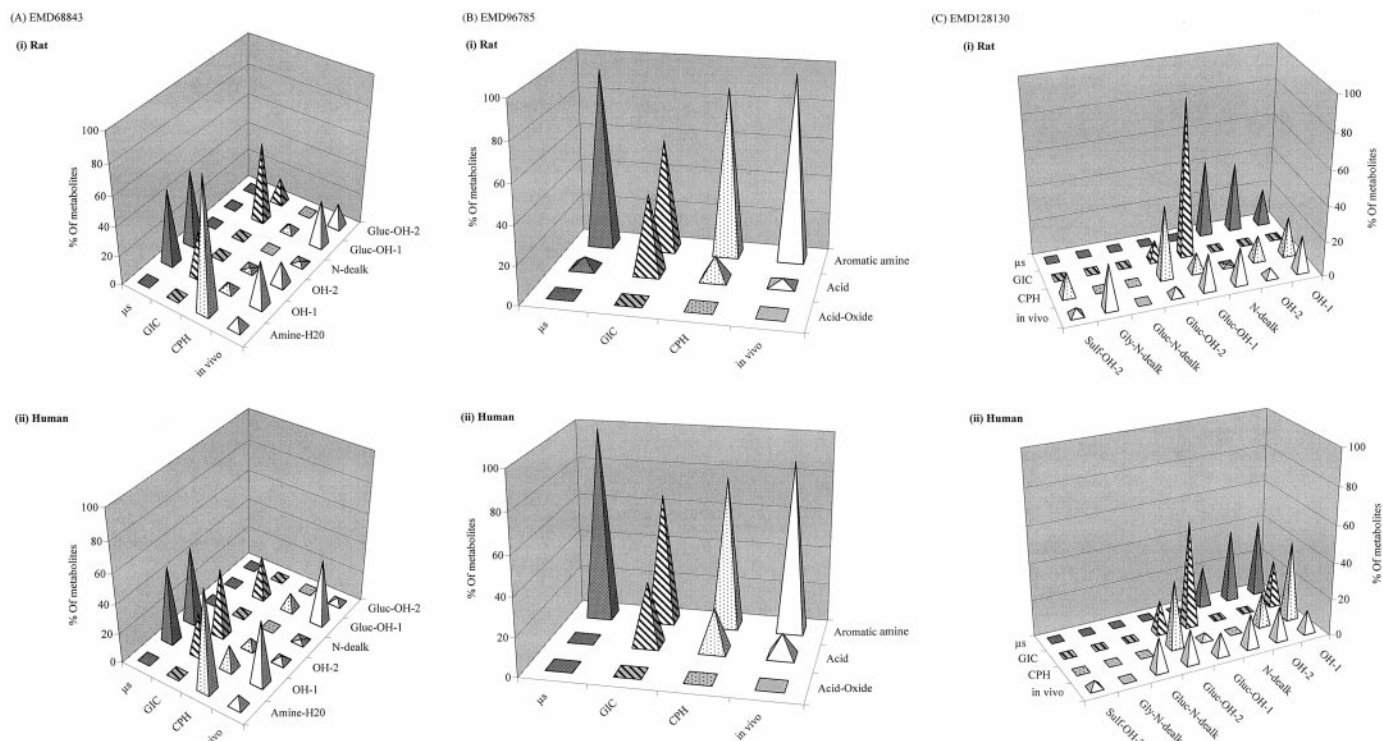 (A) EMD68843
(i) Rat
% Of metabolites
100
80
60
40
20
0
µs
GIC
CPH
in vivo
Amine-H20
OH-1
OH-2
N-dealk
Gluc-OH-1
Gluc-OH-2
(ii) Human
% Of metabolites
100
80
60
40
20
0
µs
GIC
CPH
vivo
Amine-H20
OH-1
OH-2
N-dealk
Gluc-OH-1
Gluc-OH-2
(B) EMD96785
(i) Rat
% Of metabolites
100
80
60
40
20
0
µs
GIC
CPH
in vivo
Aromatic amine
Acid
Acid-Oxide
(ii) Human
% Of metabolites
100
80
60
40
20
0
µs
GIC
CPH
in vivo
Aromatic amine
Acid
Acid-Oxide
(C) EMD128130
(i) Rat
% Of metabolites
100
80
60
40
20
0
µs
GIC
CPH
in vivo
Sulf-OH-2
Gly-N-dealk
Gluc-N-dealk
Gluc-OH-2
Gluc-OH-1
N-dealk
OH-2
OH-1
(ii) Human
% Of metabolites
100
80
60
40
20
0
µs
GIC
CPH
in vivo
Sulf-OH-
Gly-N-dealk
Gluc-N-dealk
Gluc-OH-2
Gluc-OH-1
N-dealk
OH-2
OH-1